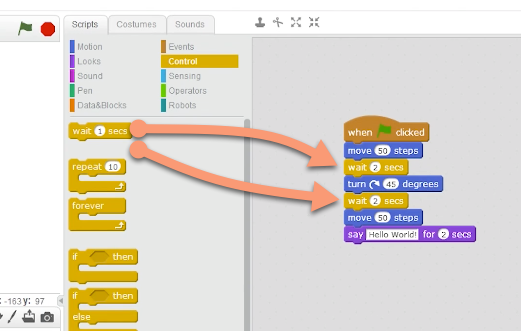 Scripts Costumes Sounds
Motion Events
Looks Control
Sound Sensing
Pen Operators
Data&Blocks Robots
wait 1 secs
repeat 10
forever
if then
if then
else
when clicked
move 50 steps
wait 2 secs
turn 45 degrees
wait 2 secs
move 50 steps
say Hello World! for 2 secs
: -163 y: 97